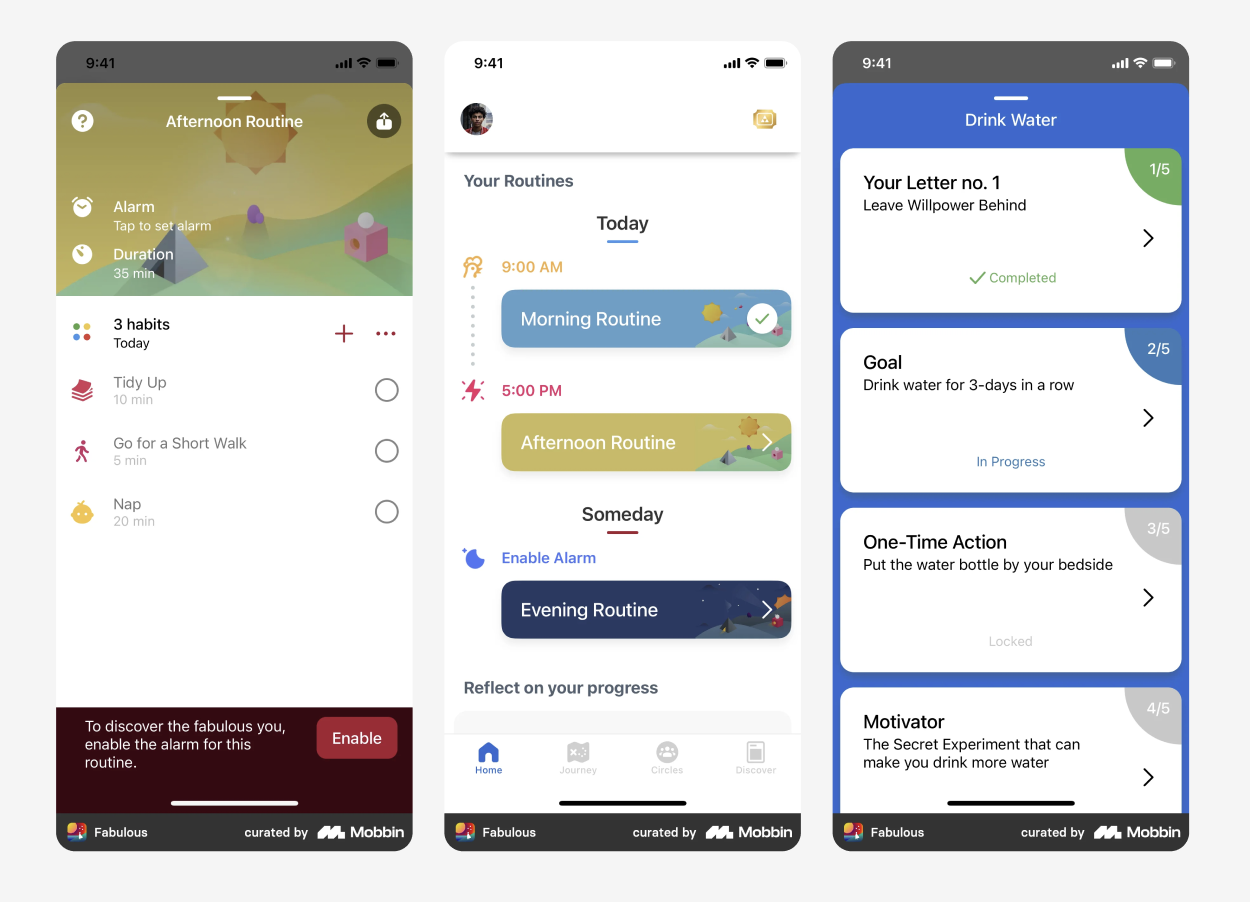 9:41
Afternoon Routine
Alarm
Tap to set alarm
Duration
35 min
3 habits
Today
Tidy Up
10 min
Go for a Short Walk
5 min
Nap
20 min
To discover the fabulous you,
enable the alarm for this
routine.
Enable
Fabulous
curated by
Mobbin
9:41
Your Routines
Today
9:00 AM
Morning Routine
5:00 PM
Afternoon Routine
Someday
Enable Alarm
Evening Routine
Reflect on your progress
Home
Journey
Circles
Discover
Fabulous
curated by
Mobbin
9:41
Drink Water
1/5
Your Letter no. 1
Leave Willpower Behind
Completed
2/5
Goal
Drink water for 3-days in a row
In Progress
3/5
One-Time Action
Put the water bottle by your bedside
Locked
4/5
Motivator
The Secret Experiment that can
make you drink more water
Fabulous
curated by
Mobbin